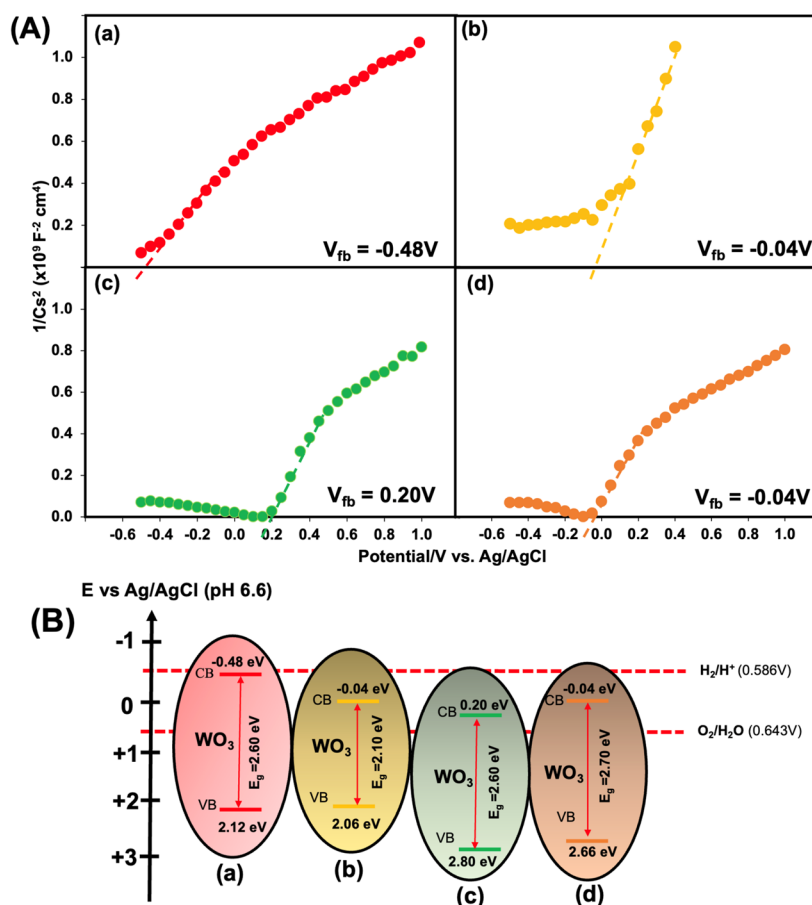 (A)
(a)
(b)
1.0
0.8
0.6
0.4
0.2
1/Cs² (x10⁹ F⁻² cm⁴)
V_fb = -0.48V
V_fb = -0.04V
(c)
(d)
1.0
0.8
0.6
0.4
0.2
0.0
V_fb = 0.20V
V_fb = -0.04V
-0.6 -0.4 -0.2 0.0 0.2 0.4 0.6 0.8 1.0
-0.6 -0.4 -0.2 0.0 0.2 0.4 0.6 0.8 1.0
Potential/V vs. Ag/AgCl
E vs Ag/AgCl (pH 6.6)
(B)
-1
0
+1
+2
+3
-0.48 eV
CB
WO₃
E_g =2.60 eV
VB
2.12 eV
(a)
-0.04 eV
CB
WO₃
E_g =2.10 eV
VB
2.06 eV
(b)
0.20 eV
CB
WO₃
E_g =2.60 eV
VB
2.80 eV
(c)
-0.04 eV
CB
WO₃
E_g =2.70 eV
VB
2.66 eV
(d)
H₂/H⁺ (0.586V)
O₂/H₂O (0.643V)